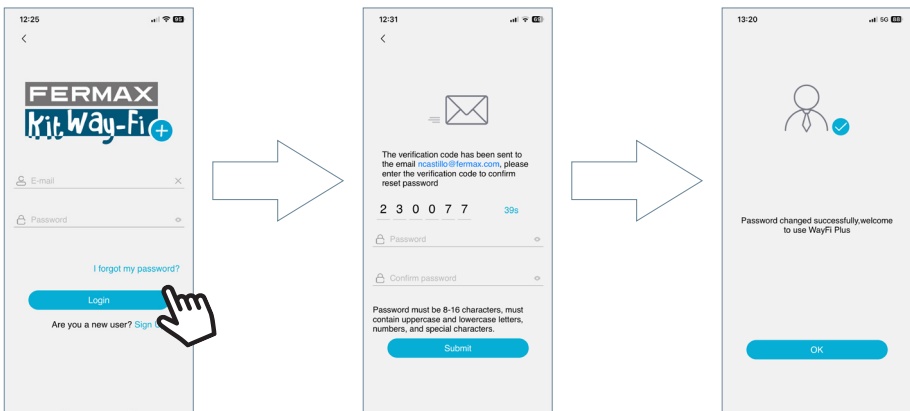 12:25
95
FERMAX
Kit Way-Fi +
E-mail
Password
I forgot my password?
Login
Are you a new user? Sign
12:31
The verification code has been sent to
the email ncastillo@fermax.com, please
enter the verification code to confirm
reset password
2 3 0 0 7 7 39s
Password
Confirm password
Password must be 8-16 characters, must
contain uppercase and lowercase letters,
numbers, and special characters.
Submit
13:20
5G 88
Password changed successfully,welcome
to use WayFi Plus
OK